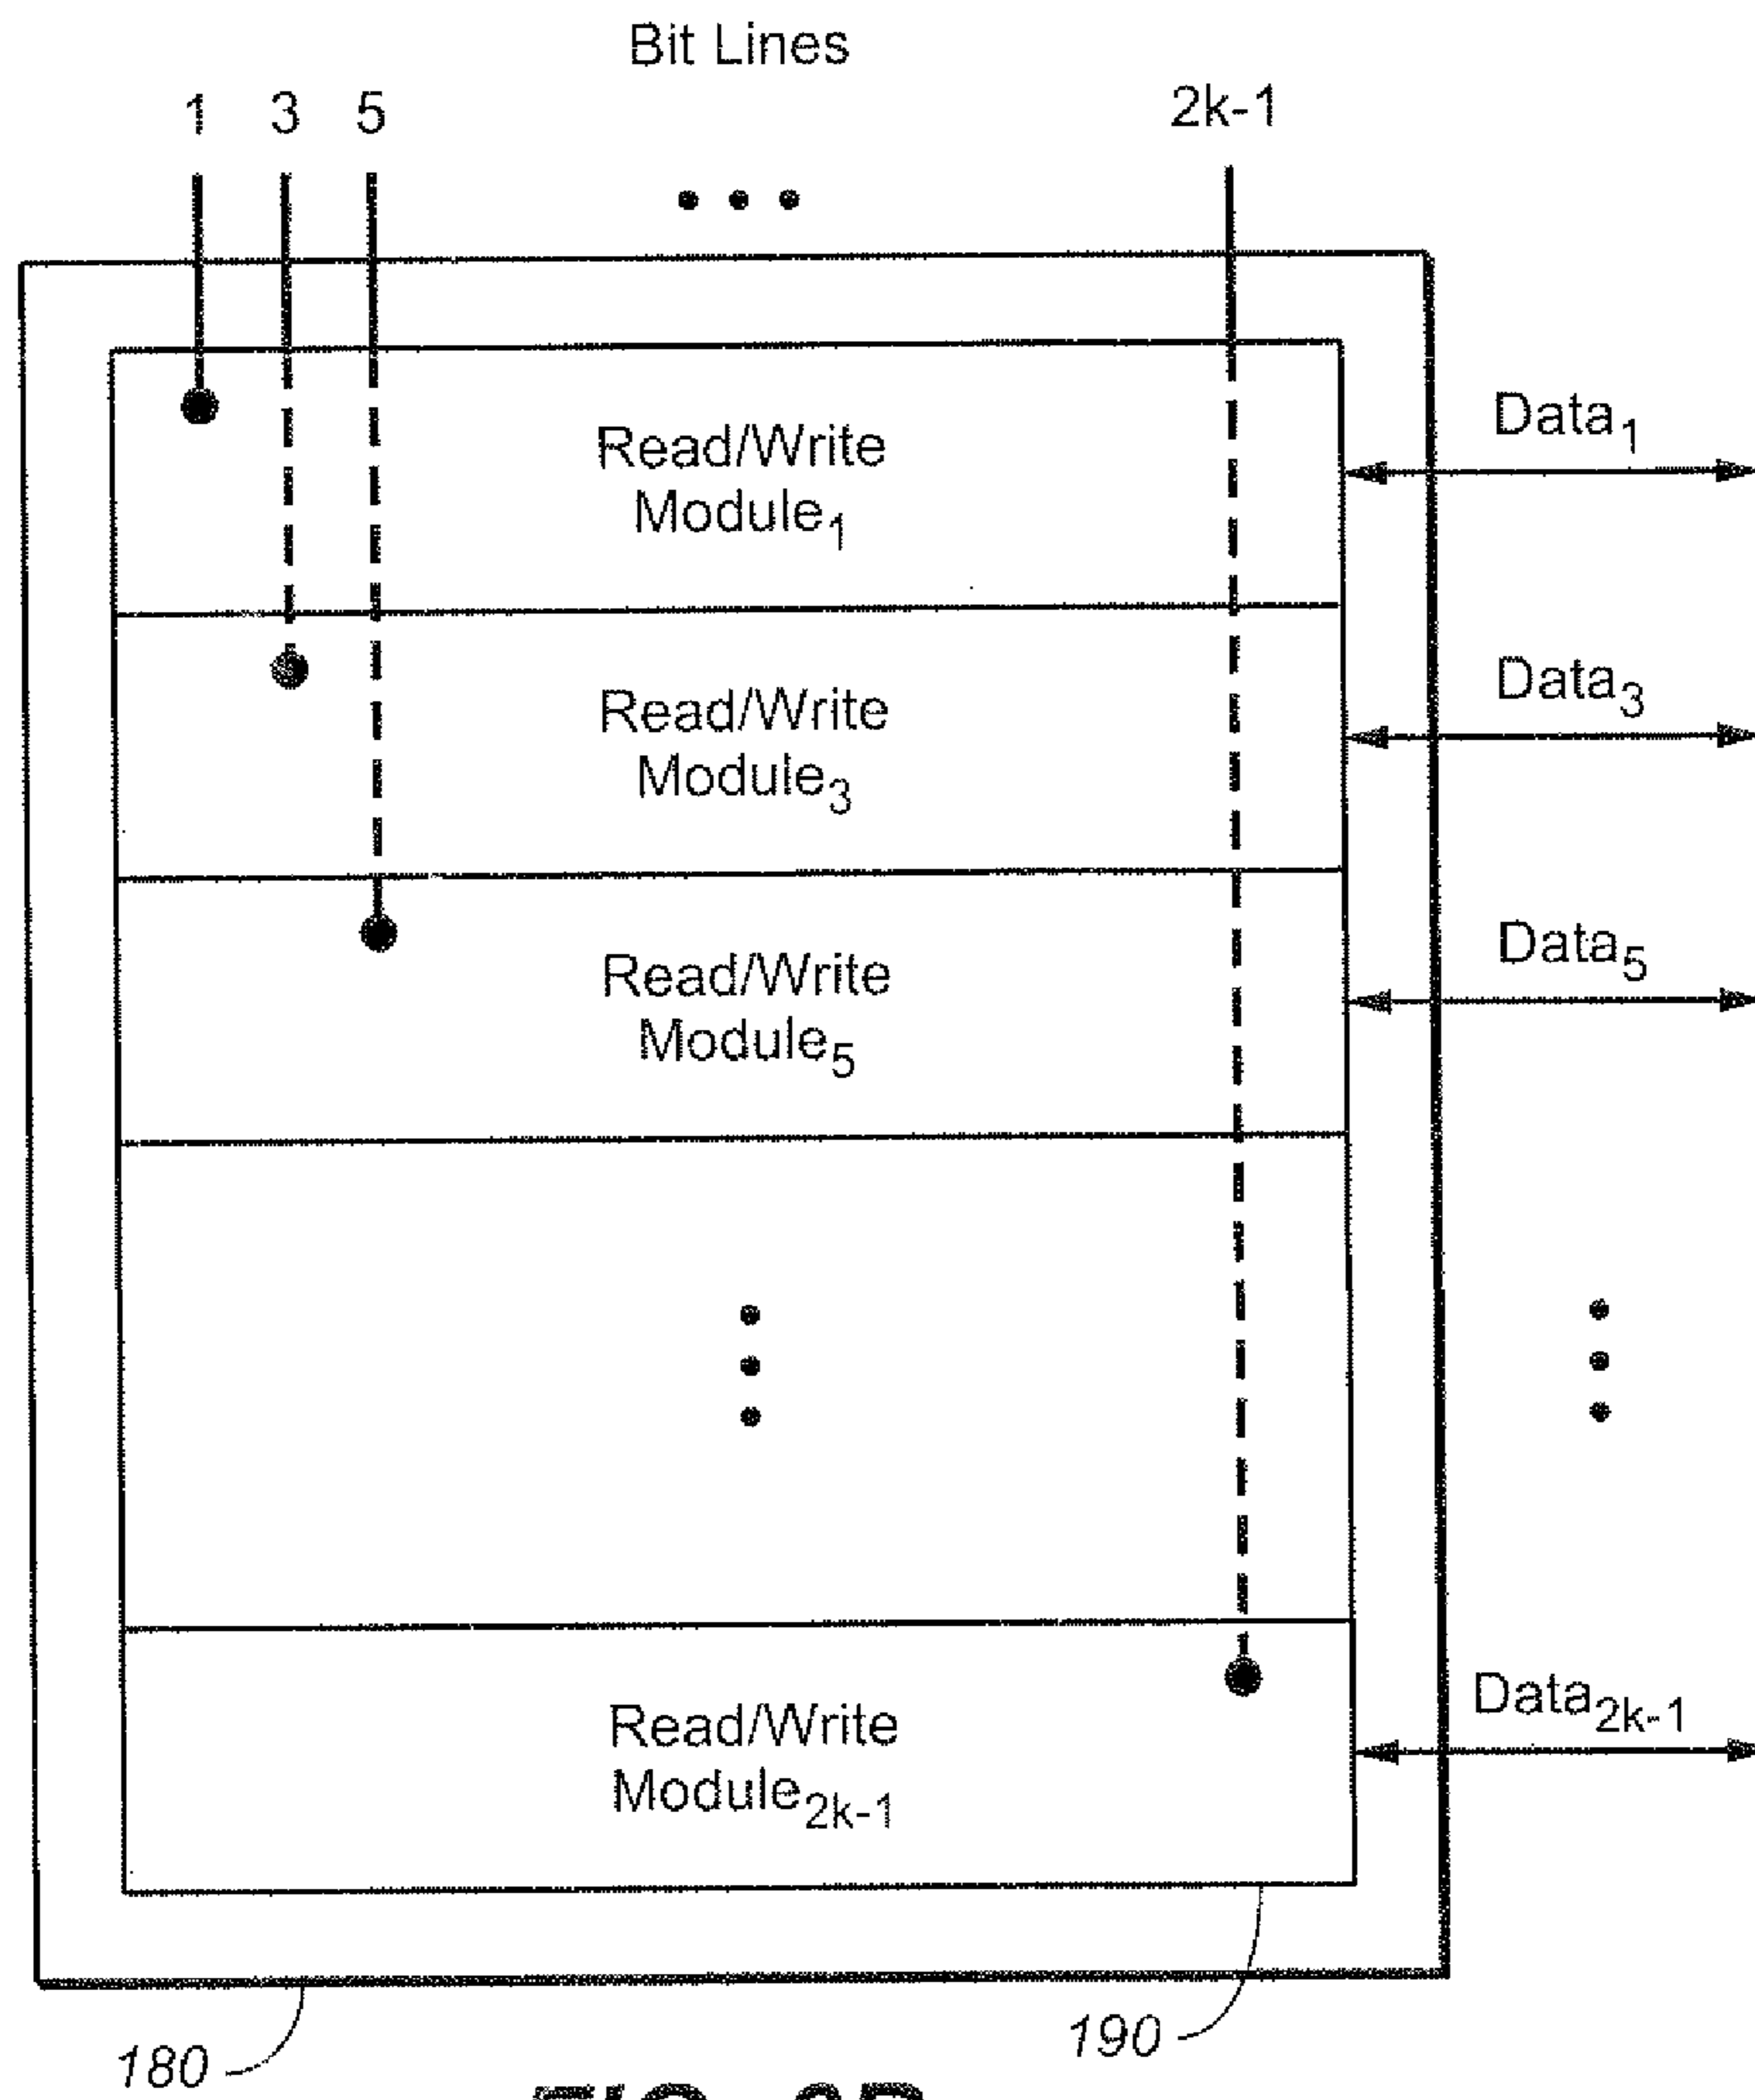 Bit Lines
1 3 5 2k-1
Read/Write
Module₁
Data₁
Read/Write
Module₃
Data₃
Read/Write
Module₅
Data₅
Read/Write
Module₂ₖ₋₁
Data₂ₖ₋₁
180
190